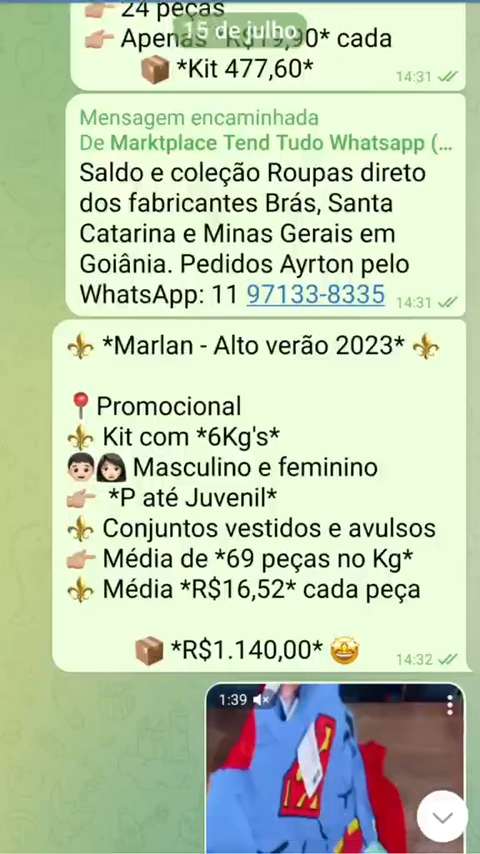 24 peças
15 de julho
👉🏼 Apenas *R$19,90* cada
📦 *Kit 477,60*
14:31
Mensagem encaminhada
De Marktplace Tend Tudo Whatsapp (...
Saldo e coleção Roupas direto
dos fabricantes Brás, Santa
Catarina e Minas Gerais em
Goiânia. Pedidos Ayrton pelo
WhatsApp: 11 97133-8335
14:31
⚜️ *Marlan - Alto verão 2023* ⚜️
📍Promocional
⚜️ Kit com *6Kg's*
👦🏻👩🏻 Masculino e feminino
👉🏼 *P até Juvenil*
⚜️ Conjuntos vestidos e avulsos
👉🏼 Média de *69 peças no Kg*
⚜️ Média *R$16,52* cada peça
📦 *R$1.140,00* 🤩
14:32
1:39